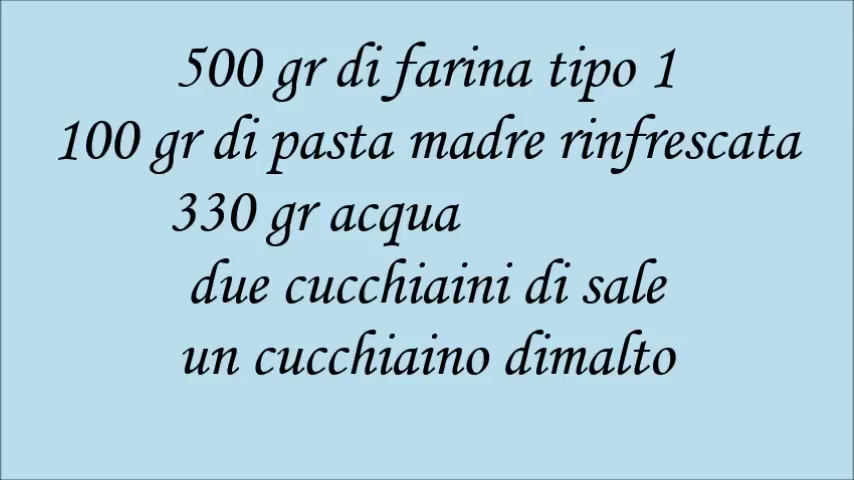 500 gr di farina tipo 1
100 gr di pasta madre rinfrescata
330 gr acqua
due cucchiaini di sale
un cucchiaino dimalto